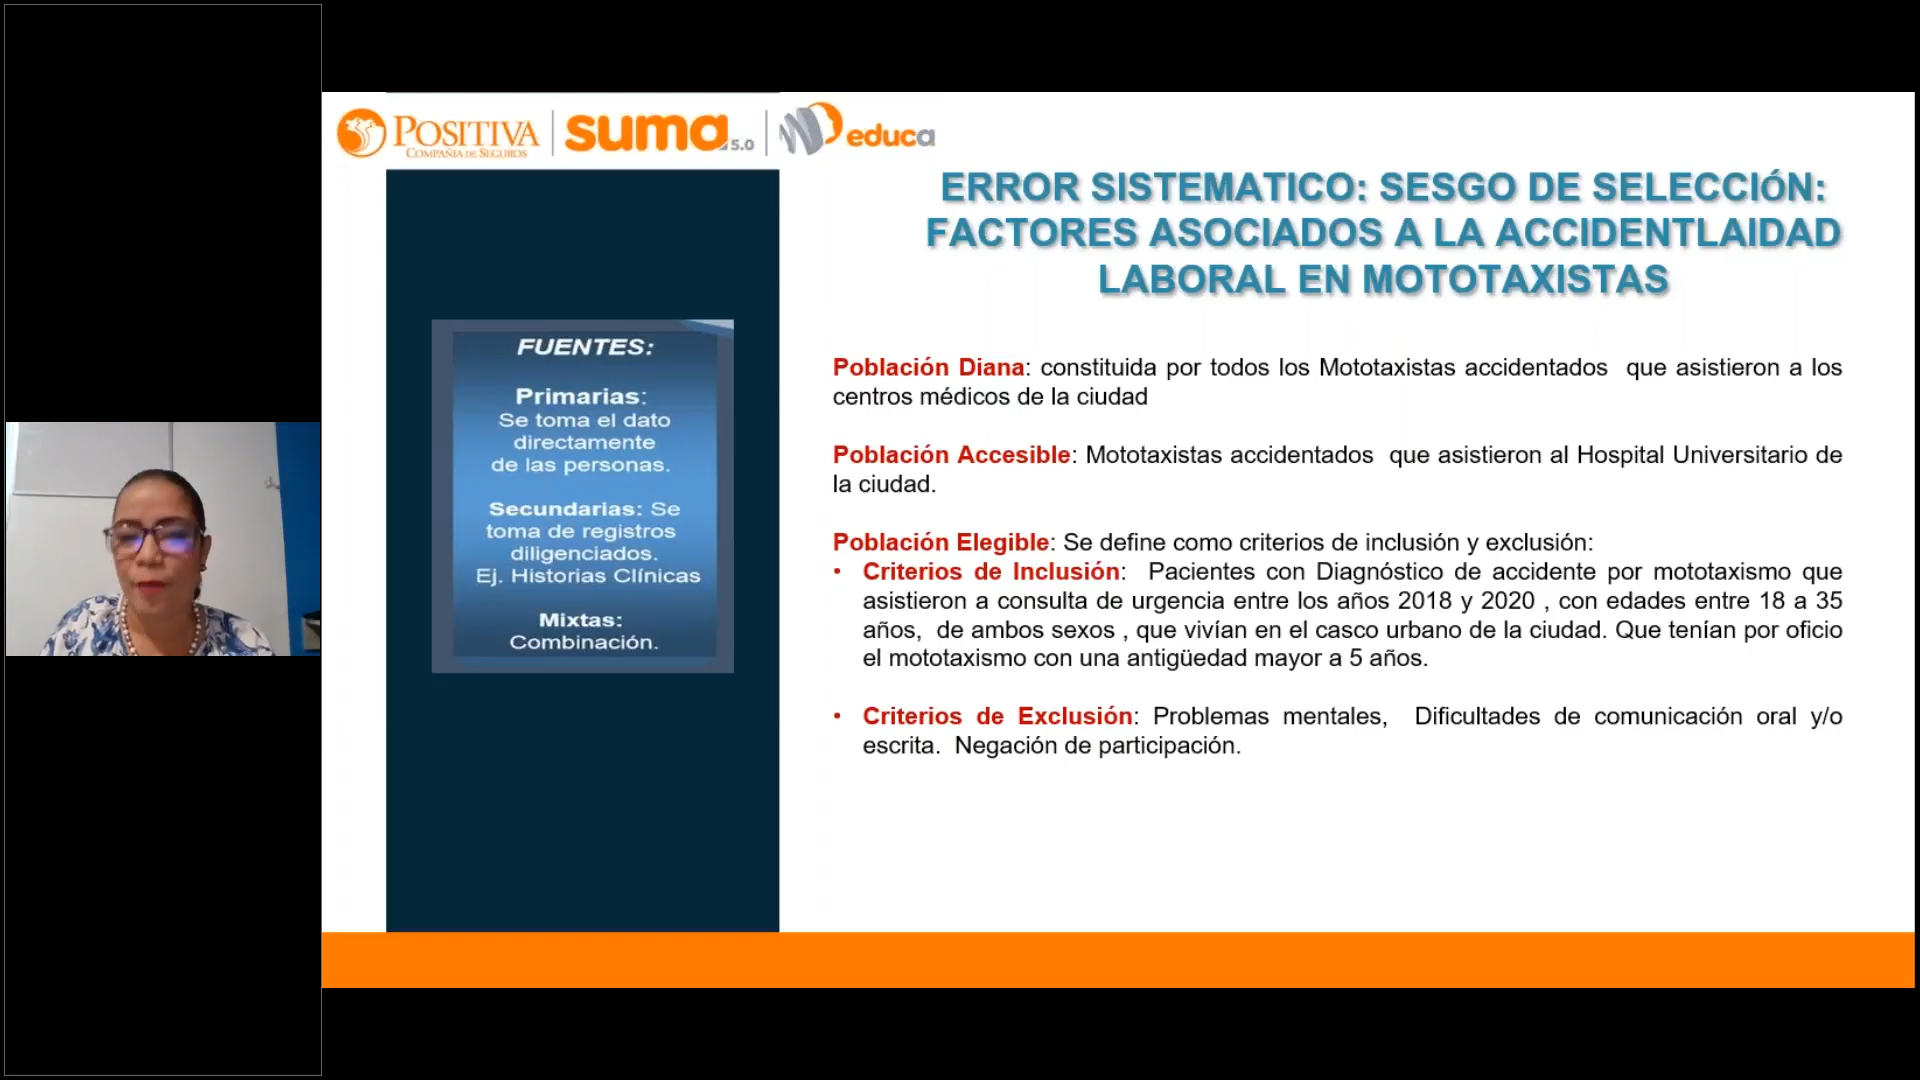 POSITIVA
COMPAÑIA DE SEGUROS
suma 5.0
educa
ERROR SISTEMATICO: SESGO DE SELECCIÓN:
FACTORES ASOCIADOS A LA ACCIDENTLAIDAD
LABORAL EN MOTOTAXISTAS
FUENTES:
Primarias:
Se toma el dato
directamente
de las personas.
Secundarias: Se
toma de registros
diligenciados.
Ej. Historias Clínicas
Mixtas:
Combinación.
Población Diana: constituida por todos los Mototaxistas accidentados que asistieron a los
centros médicos de la ciudad
Población Accesible: Mototaxistas accidentados que asistieron al Hospital Universitario de
la ciudad.
Población Elegible: Se define como criterios de inclusión y exclusión:
• Criterios de Inclusión: Pacientes con Diagnóstico de accidente por mototaxismo que
asistieron a consulta de urgencia entre los años 2018 y 2020 , con edades entre 18 a 35
años, de ambos sexos , que vivían en el casco urbano de la ciudad. Que tenían por oficio
el mototaxismo con una antigüedad mayor a 5 años.
• Criterios de Exclusión: Problemas mentales, Dificultades de comunicación oral y/o
escrita. Negación de participación.